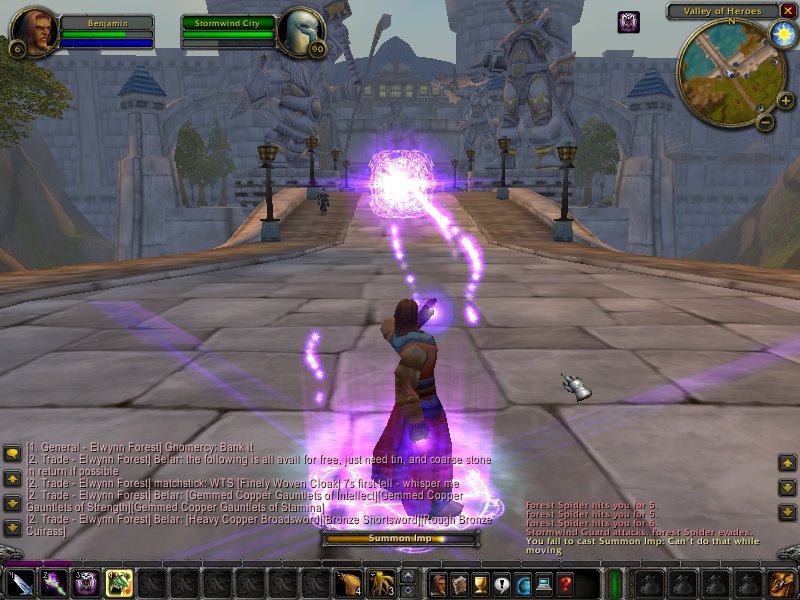 Benjamin
6
Stormwind City
90
Valley of Heroes
N
[1. General - Elwynn Forest] Gnomercy: Bank it
[2. Trade - Elwynn Forest] Belar: the following is all avail for free, just need tin, and coarse stone
in return if possible
[2. Trade - Elwynn Forest] matchstick: WTS [Finely Woven Cloak] 7s first tell - whisper me
[2. Trade - Elwynn Forest] Belar: [Gemmed Copper Gauntlets of Intellect][Gemmed Copper
Gauntlets of Strength][Gemmed Copper Gauntlets of Stamina]
[2. Trade - Elwynn Forest] Belar: [Heavy Copper Broadsword][Bronze Shortsword][Rough Bronze
Cuirass]
Forest Spider hits you for 5.
Forest Spider hits you for 5.
Forest Spider hits you for 6.
Stormwind Guard attacks. Forest Spider evades.
You fail to cast Summon Imp: Can't do that while
moving
Summon Imp
2
3
4
3